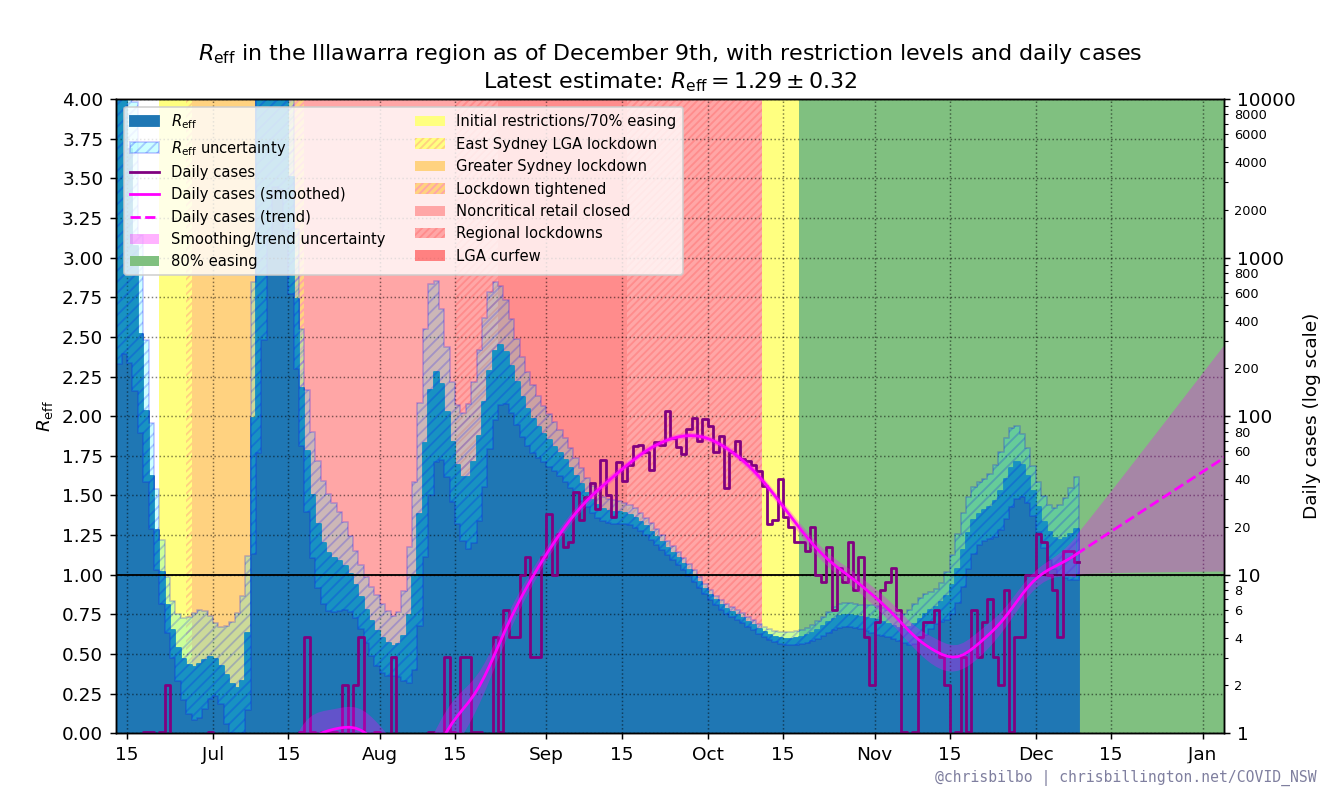 Reff in the Illawarra region as of December 9th, with restriction levels and daily cases
Latest estimate: Reff = 1.29 ± 0.32
Reff
Reff uncertainty
Daily cases
Daily cases (smoothed)
Daily cases (trend)
Smoothing/trend uncertainty
80% easing
Initial restrictions/70% easing
East Sydney LGA lockdown
Greater Sydney lockdown
Lockdown tightened
Noncritical retail closed
Regional lockdowns
LGA curfew
Reff
4.00
3.75
3.50
3.25
3.00
2.75
2.50
2.25
2.00
1.75
1.50
1.25
1.00
0.75
0.50
0.25
0.00
15 Jul 15 Aug 15 Sep 15 Oct 15 Nov 15 Dec 15 Jan
10000
8000
6000
4000
2000
1000
800
600
400
200
100
80
60
40
20
10
8
6
4
2
1
Daily cases (log scale)
@chrisbilbo | chrisbillington.net/COVID_NSW